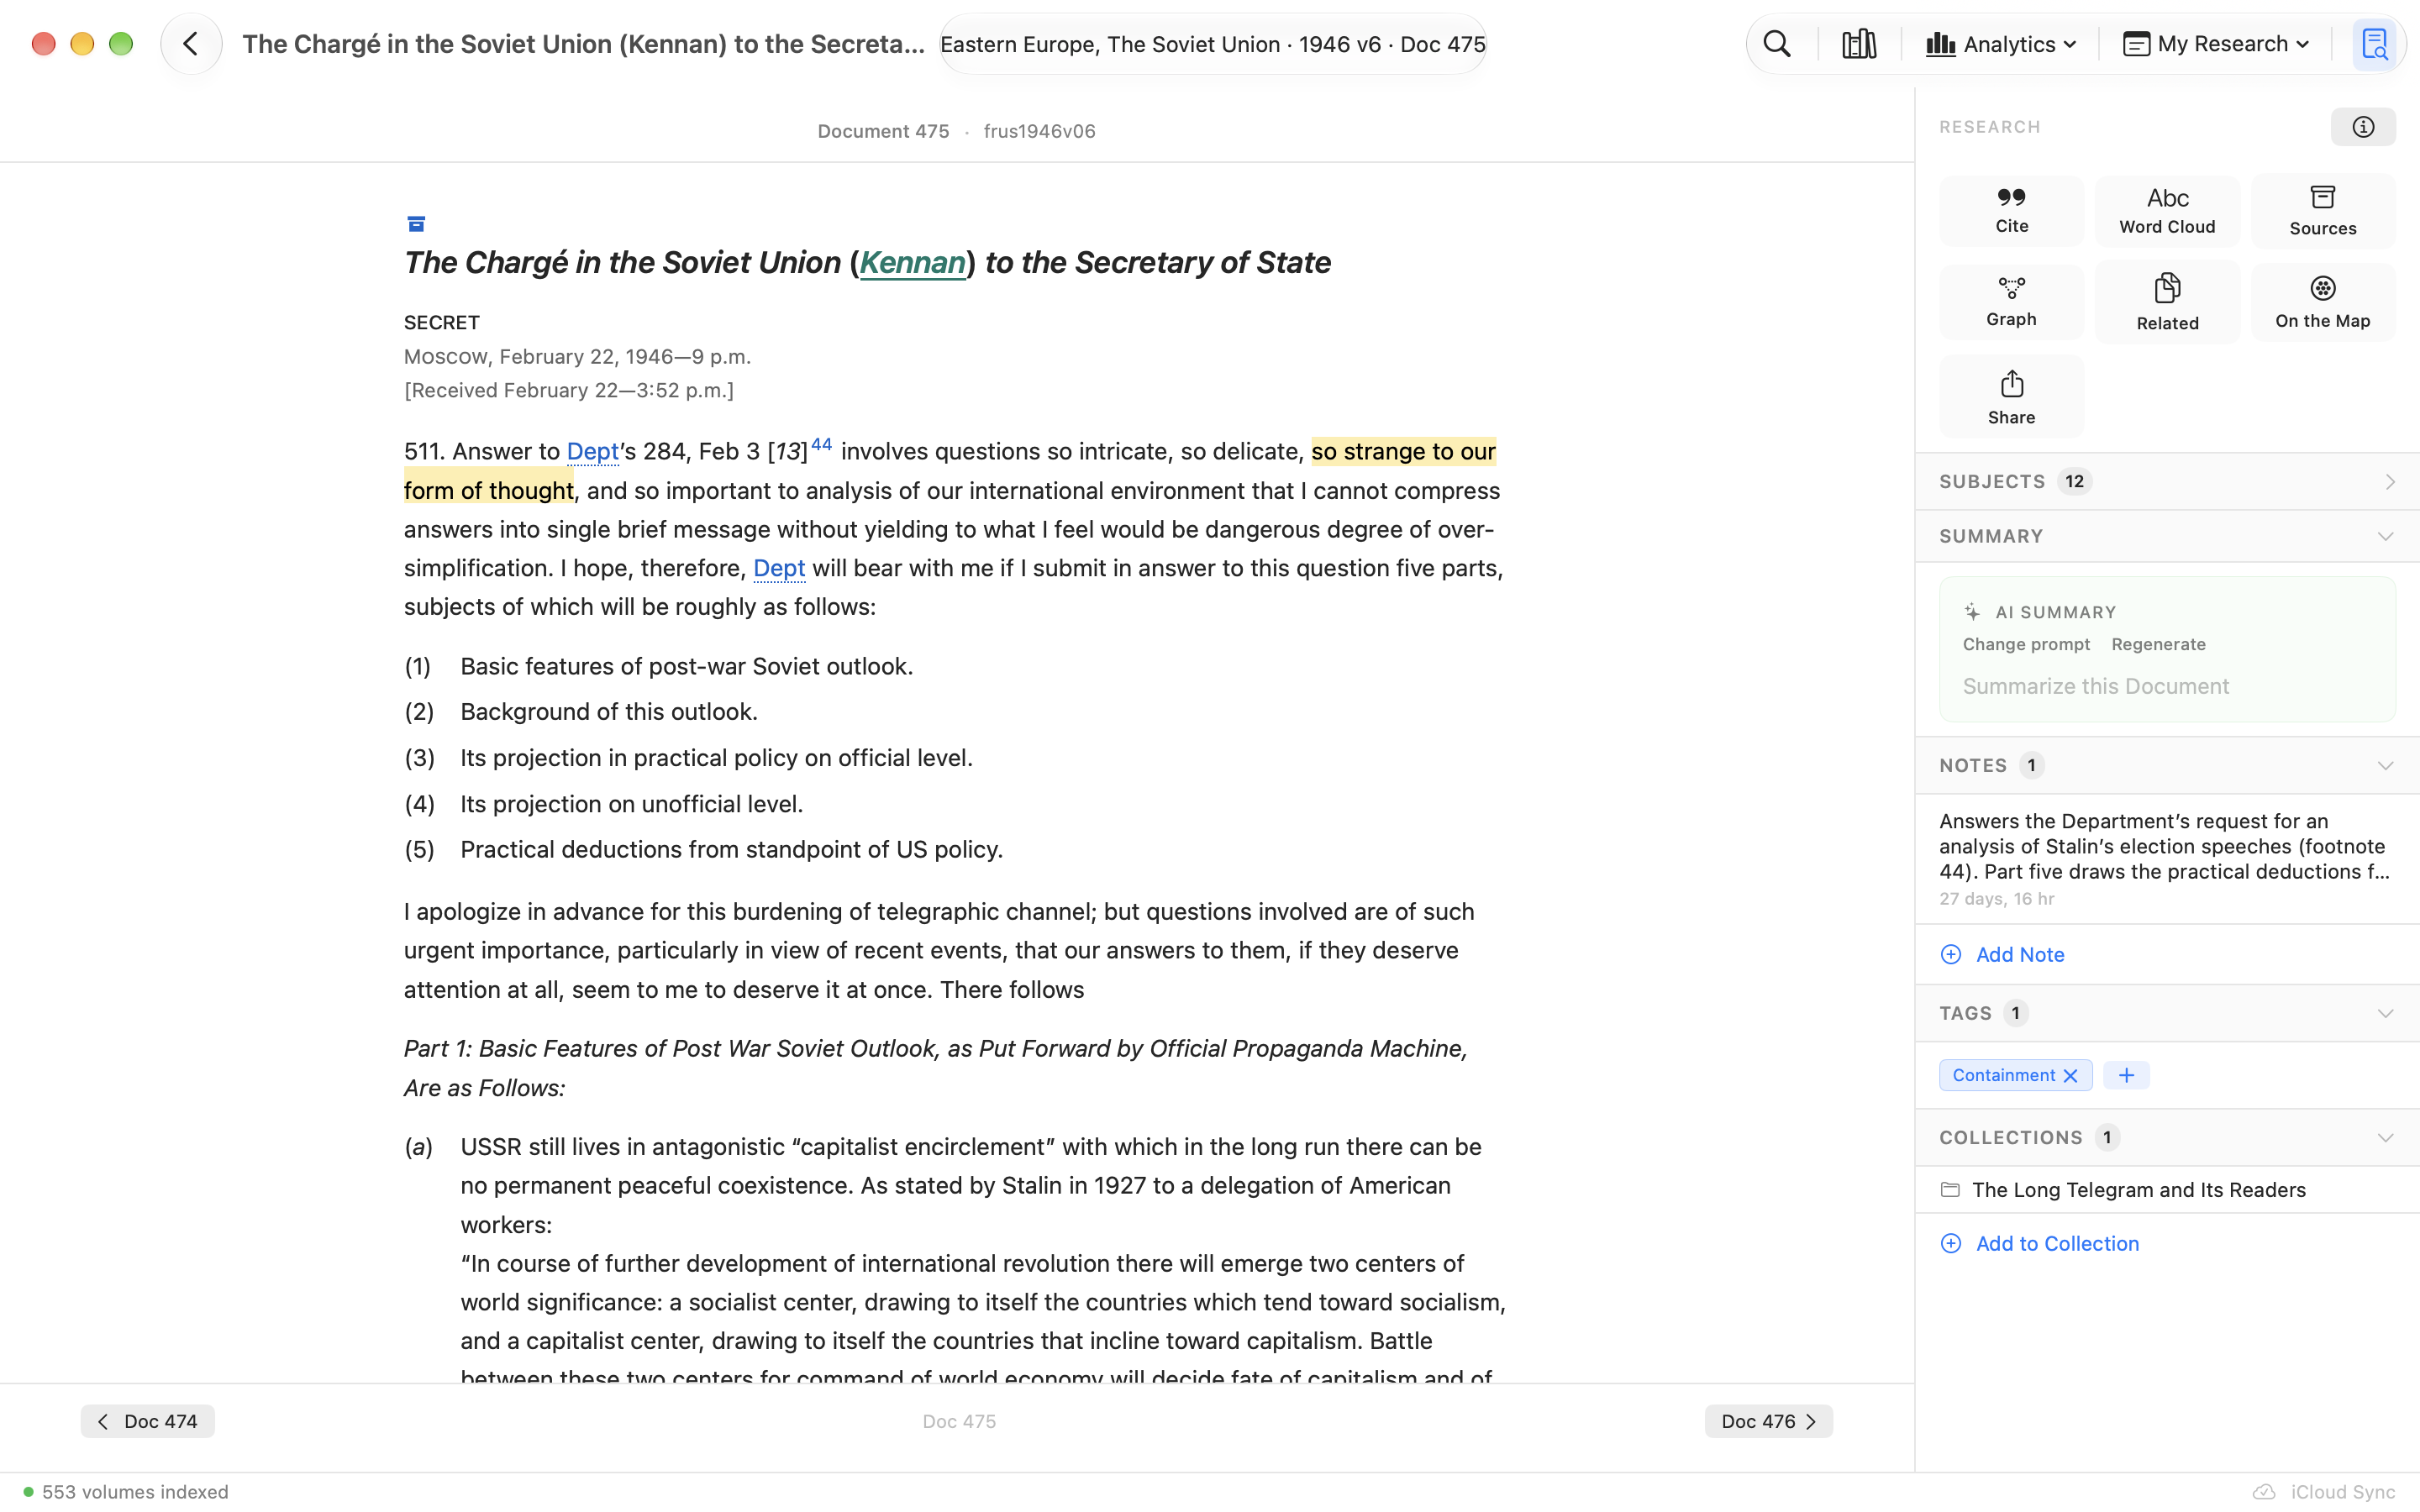 The Chargé in the Soviet Union (Kennan) to the Secreta...
Eastern Europe, The Soviet Union · 1946 v6 · Doc 475
Analytics
My Research
Document 475 · frus1946v06
The Chargé in the Soviet Union (Kennan) to the Secretary of State
SECRET
Moscow, February 22, 1946—9 p.m.
[Received February 22—3:52 p.m.]
511. Answer to Dept's 284, Feb 3 [13]44 involves questions so intricate, so delicate, so strange to our
form of thought, and so important to analysis of our international environment that I cannot compress
answers into single brief message without yielding to what I feel would be dangerous degree of over-
simplification. I hope, therefore, Dept will bear with me if I submit in answer to this question five parts,
subjects of which will be roughly as follows:
(1) Basic features of post-war Soviet outlook.
(2) Background of this outlook.
(3) Its projection in practical policy on official level.
(4) Its projection on unofficial level.
(5) Practical deductions from standpoint of US policy.
I apologize in advance for this burdening of telegraphic channel; but questions involved are of such
urgent importance, particularly in view of recent events, that our answers to them, if they deserve
attention at all, seem to me to deserve it at once. There follows
Part 1: Basic Features of Post War Soviet Outlook, as Put Forward by Official Propaganda Machine,
Are as Follows:
(a) USSR still lives in antagonistic “capitalist encirclement” with which in the long run there can be
no permanent peaceful coexistence. As stated by Stalin in 1927 to a delegation of American
workers:
“In course of further development of international revolution there will emerge two centers of
world significance: a socialist center, drawing to itself the countries which tend toward socialism,
and a capitalist center, drawing to itself the countries that incline toward capitalism. Battle
between these two centers for command of world economy will decide fate of capitalism and of
Doc 474
Doc 475
Doc 476
553 volumes indexed
RESEARCH
Cite
Abc
Word Cloud
Sources
Graph
Related
On the Map
Share
SUBJECTS 12
SUMMARY
AI SUMMARY
Change prompt Regenerate
Summarize this Document
NOTES 1
Answers the Department's request for an
analysis of Stalin's election speeches (footnote
44). Part five draws the practical deductions f...
27 days, 16 hr
Add Note
TAGS 1
Containment
COLLECTIONS 1
The Long Telegram and Its Readers
Add to Collection
iCloud Sync